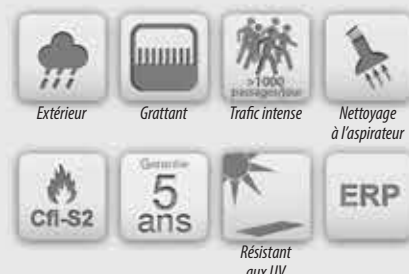 >1000
passages/jour
Extérieur
Grattant
Trafic intense
Nettoyage
à l'aspirateur
Cfl-S2
Garantie
5
ans
ERP
Résistant
aux UV